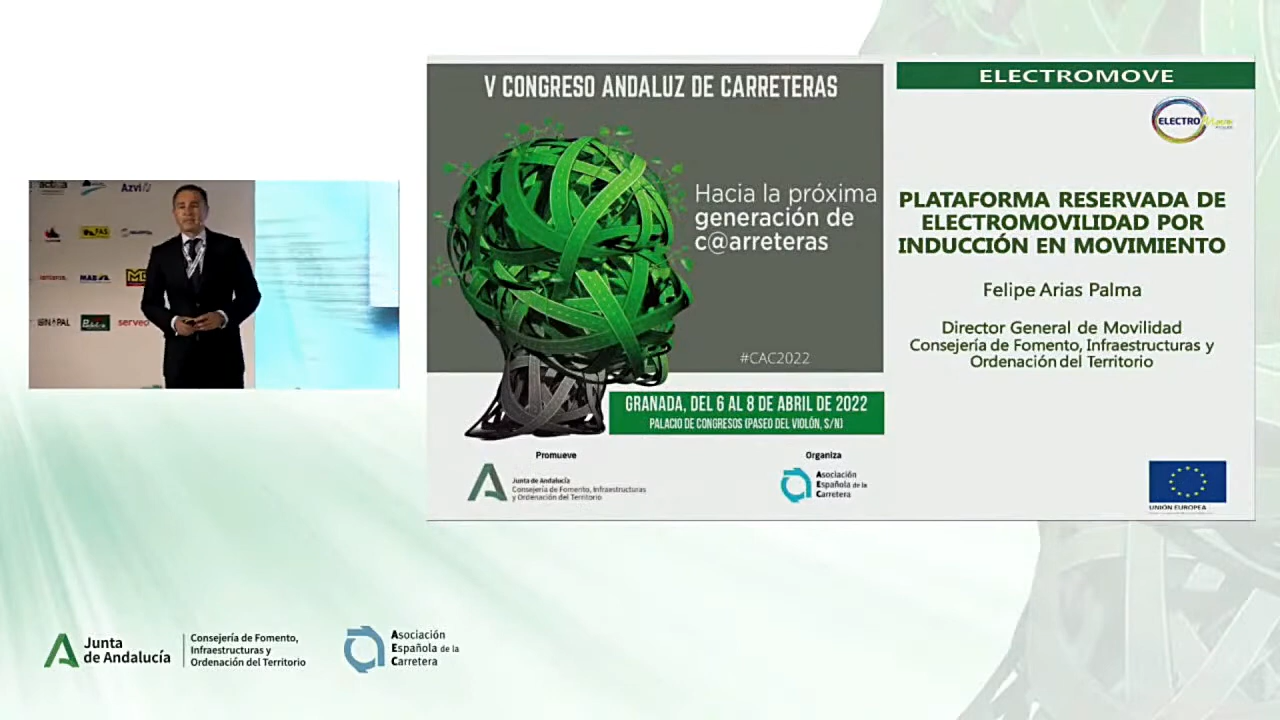 Azvi
PAS
serveo
V CONGRESO ANDALUZ DE CARRETERAS
Hacia la próxima
generación de
c@arreteras
#CAC2022
GRANADA, DEL 6 AL 8 DE ABRIL DE 2022
PALACIO DE CONGRESOS (PASEO DEL VIOLÓN, S/N)
Promueve
Junta de Andalucía
Consejería de Fomento, Infraestructuras
y Ordenación del Territorio
Organiza
Asociación
Española de la
Carretera
ELECTROMOVE
ELECTRO
PLATAFORMA RESERVADA DE
ELECTROMOVILIDAD POR
INDUCCIÓN EN MOVIMIENTO
Felipe Arias Palma
Director General de Movilidad
Consejería de Fomento, Infraestructuras y
Ordenación del Territorio
UNIÓN EUROPEA
Junta
de Andalucía
Consejería de Fomento,
Infraestructuras y
Ordenación del Territorio
Asociación
Española de la
Carretera